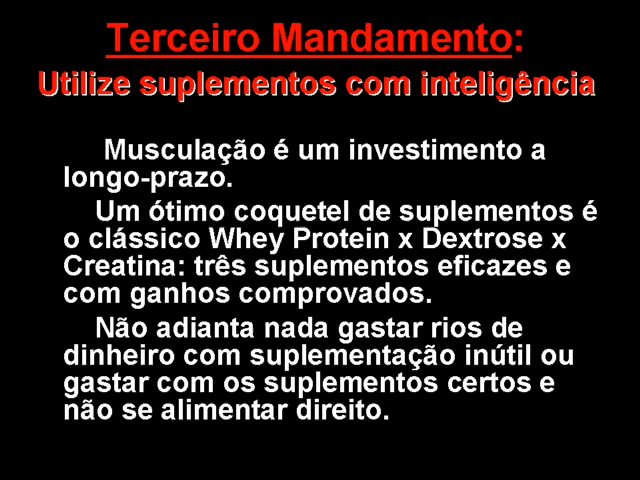 Terceiro Mandamento:
Utilize suplementos com inteligência
Musculação é um investimento a
longo-prazo.
Um ótimo coquetel de suplementos é
o clássico Whey Protein x Dextrose x
Creatina: três suplementos eficazes e
com ganhos comprovados.
Não adianta nada gastar rios de
dinheiro com suplementação inútil ou
gastar com os suplementos certos e
não se alimentar direito.